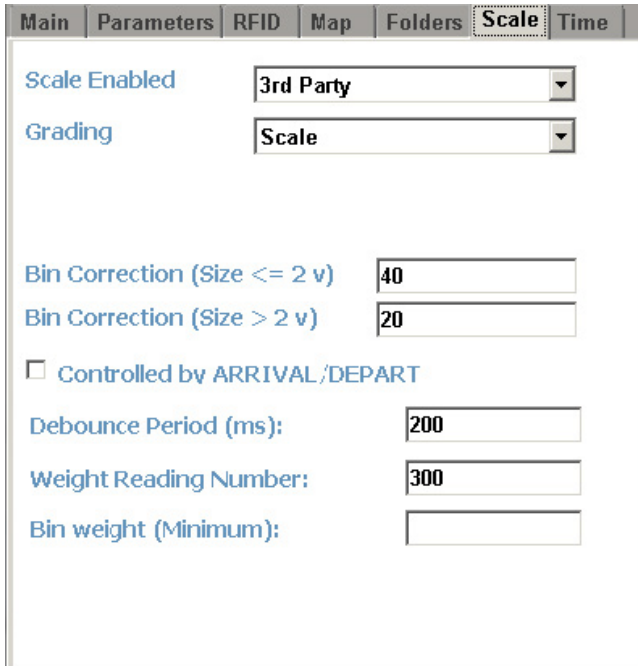 Main Parameters RFID Map Folders Scale Time
Scale Enabled 3rd Party
Grading Scale
Bin Correction (Size <= 2 v) 40
Bin Correction (Size > 2 v) 20
Controlled by ARRIVAL/DEPART
Debounce Period (ms): 200
Weight Reading Number: 300
Bin weight (Minimum):